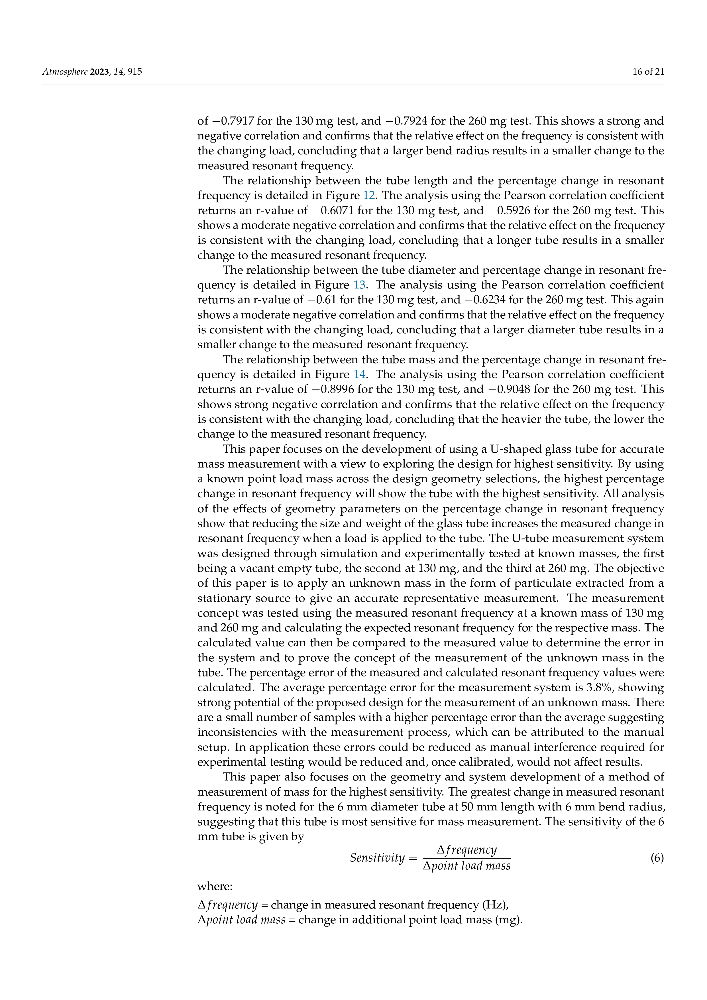 Atmosphere 2023, 14, 915
16 of 21
of −0.7917 for the 130 mg test, and −0.7924 for the 260 mg test. This shows a strong and
negative correlation and confirms that the relative effect on the frequency is consistent with
the changing load, concluding that a larger bend radius results in a smaller change to the
measured resonant frequency.
The relationship between the tube length and the percentage change in resonant
frequency is detailed in Figure 12. The analysis using the Pearson correlation coefficient
returns an r-value of −0.6071 for the 130 mg test, and −0.5926 for the 260 mg test. This
shows a moderate negative correlation and confirms that the relative effect on the frequency
is consistent with the changing load, concluding that a longer tube results in a smaller
change to the measured resonant frequency.
The relationship between the tube diameter and percentage change in resonant fre-
quency is detailed in Figure 13. The analysis using the Pearson correlation coefficient
returns an r-value of −0.61 for the 130 mg test, and −0.6234 for the 260 mg test. This again
shows a moderate negative correlation and confirms that the relative effect on the frequency
is consistent with the changing load, concluding that a larger diameter tube results in a
smaller change to the measured resonant frequency.
The relationship between the tube mass and the percentage change in resonant fre-
quency is detailed in Figure 14. The analysis using the Pearson correlation coefficient
returns an r-value of −0.8996 for the 130 mg test, and −0.9048 for the 260 mg test. This
shows strong negative correlation and confirms that the relative effect on the frequency
is consistent with the changing load, concluding that the heavier the tube, the lower the
change to the measured resonant frequency.
This paper focuses on the development of using a U-shaped glass tube for accurate
mass measurement with a view to exploring the design for highest sensitivity. By using
a known point load mass across the design geometry selections, the highest percentage
change in resonant frequency will show the tube with the highest sensitivity. All analysis
of the effects of geometry parameters on the percentage change in resonant frequency
show that reducing the size and weight of the glass tube increases the measured change in
resonant frequency when a load is applied to the tube. The U-tube measurement system
was designed through simulation and experimentally tested at known masses, the first
being a vacant empty tube, the second at 130 mg, and the third at 260 mg. The objective
of this paper is to apply an unknown mass in the form of particulate extracted from a
stationary source to give an accurate representative measurement. The measurement
concept was tested using the measured resonant frequency at a known mass of 130 mg
and 260 mg and calculating the expected resonant frequency for the respective mass. The
calculated value can then be compared to the measured value to determine the error in
the system and to prove the concept of the measurement of the unknown mass in the
tube. The percentage error of the measured and calculated resonant frequency values were
calculated. The average percentage error for the measurement system is 3.8%, showing
strong potential of the proposed design for the measurement of an unknown mass. There
are a small number of samples with a higher percentage error than the average suggesting
inconsistencies with the measurement process, which can be attributed to the manual
setup. In application these errors could be reduced as manual interference required for
experimental testing would be reduced and, once calibrated, would not affect results.
This paper also focuses on the geometry and system development of a method of
measurement of mass for the highest sensitivity. The greatest change in measured resonant
frequency is noted for the 6 mm diameter tube at 50 mm length with 6 mm bend radius,
suggesting that this tube is most sensitive for mass measurement. The sensitivity of the 6
mm tube is given by
Sensitivity = Δfrequency / Δpoint load mass (6)
where:
Δfrequency = change in measured resonant frequency (Hz),
Δpoint load mass = change in additional point load mass (mg).